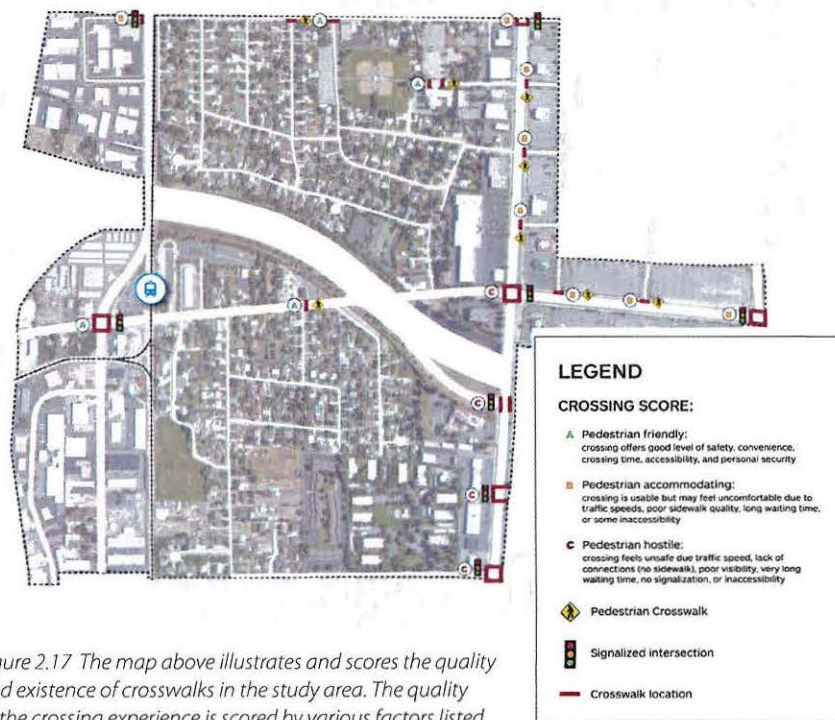 B
A
B
A
B
B
B
C
B
B
B
A
A
C
C
C
LEGEND
CROSSING SCORE:
A Pedestrian friendly:
crossing offers good level of safety, convenience,
crossing time, accessibility, and personal security
B Pedestrian accommodating:
crossing is usable but may feel uncomfortable due to
traffic speeds, poor sidewalk quality, long waiting time,
or some inaccessibility
C Pedestrian hostile:
crossing feels unsafe due traffic speed, lack of
connections (no sidewalk), poor visibility, very long
waiting time, no signalization, or inaccessibility
Pedestrian Crosswalk
Signalized intersection
Crosswalk location
gure 2.17 The map above illustrates and scores the quality
d existence of crosswalks in the study area. The quality
the crossing experience is scored by various factors listed